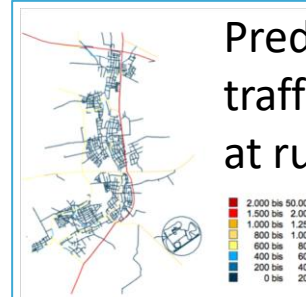 Pred
traff
at ru
2.000 bis 50.00
1.500 bis 2.00
1.000 bis 1.25
800 bis 1.00
600 bis 80
400 bis 60
200 bis 40
0 bis 20